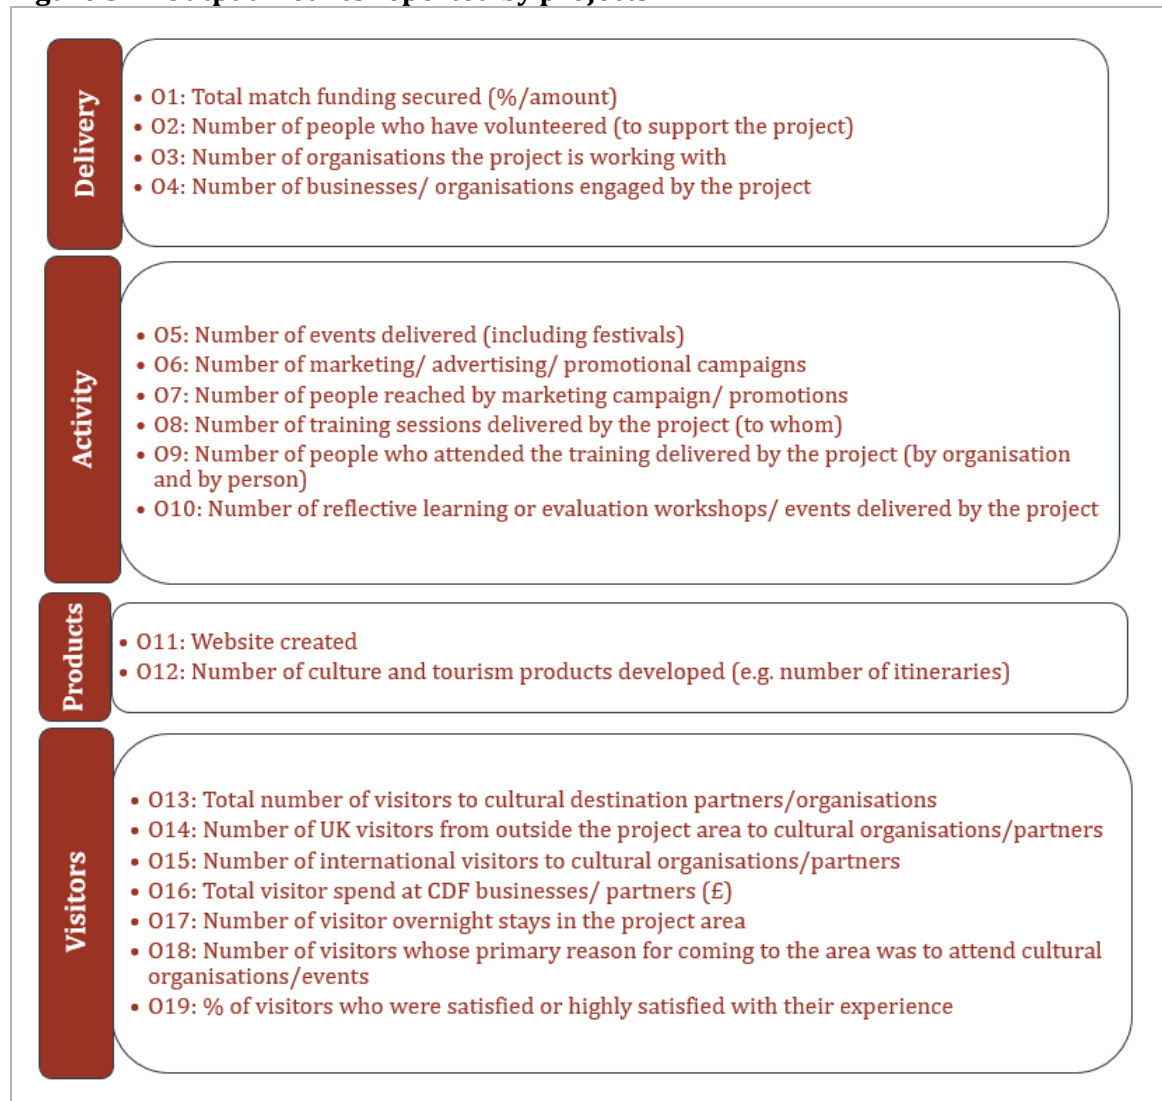 Delivery
• O1: Total match funding secured (%/amount)
• O2: Number of people who have volunteered (to support the project)
• O3: Number of organisations the project is working with
• O4: Number of businesses/ organisations engaged by the project
Activity
• O5: Number of events delivered (including festivals)
• O6: Number of marketing/ advertising/ promotional campaigns
• O7: Number of people reached by marketing campaign/ promotions
• O8: Number of training sessions delivered by the project (to whom)
• O9: Number of people who attended the training delivered by the project (by organisation
and by person)
• O10: Number of reflective learning or evaluation workshops/ events delivered by the project
Products
• O11: Website created
• O12: Number of culture and tourism products developed (e.g. number of itineraries)
Visitors
• O13: Total number of visitors to cultural destination partners/organisations
• O14: Number of UK visitors from outside the project area to cultural organisations/partners
• O15: Number of international visitors to cultural organisations/partners
• O16: Total visitor spend at CDF businesses/ partners (£)
• O17: Number of visitor overnight stays in the project area
• O18: Number of visitors whose primary reason for coming to the area was to attend cultural
organisations/events
• O19: % of visitors who were satisfied or highly satisfied with their experience